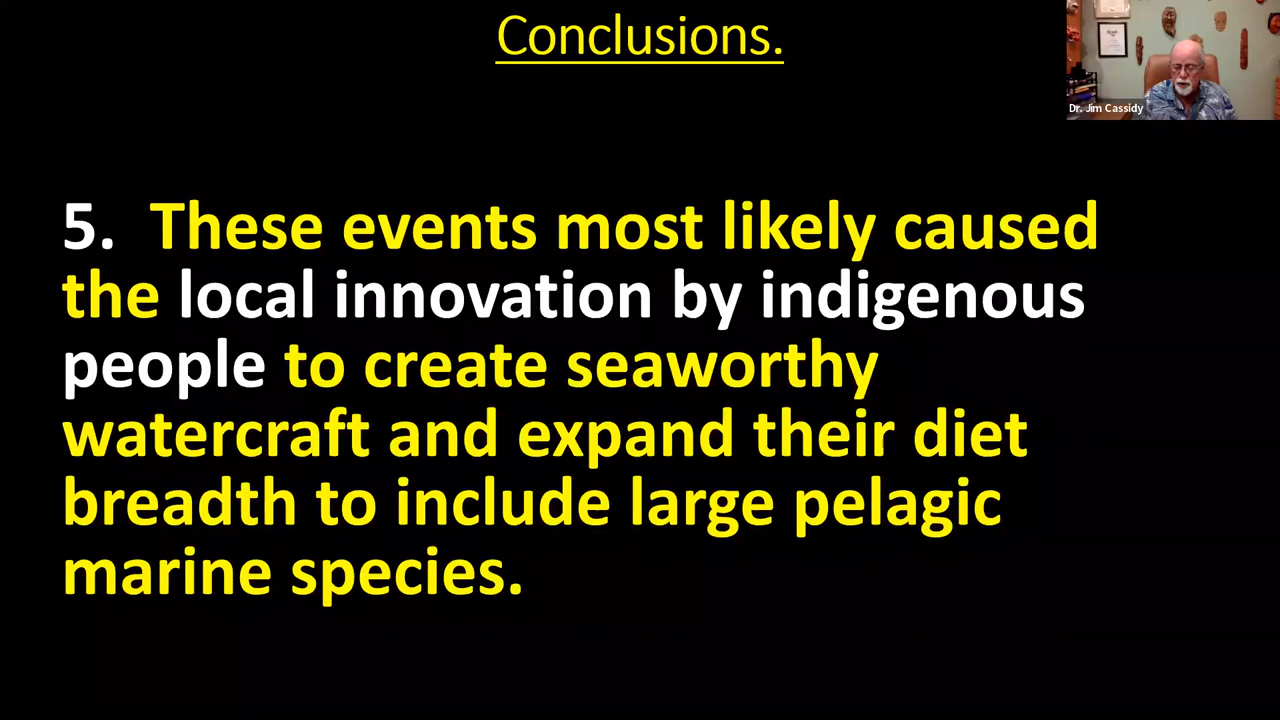 Conclusions.
Dr. Jim Cassidy
5. These events most likely caused
the local innovation by indigenous
people to create seaworthy
watercraft and expand their diet
breadth to include large pelagic
marine species.